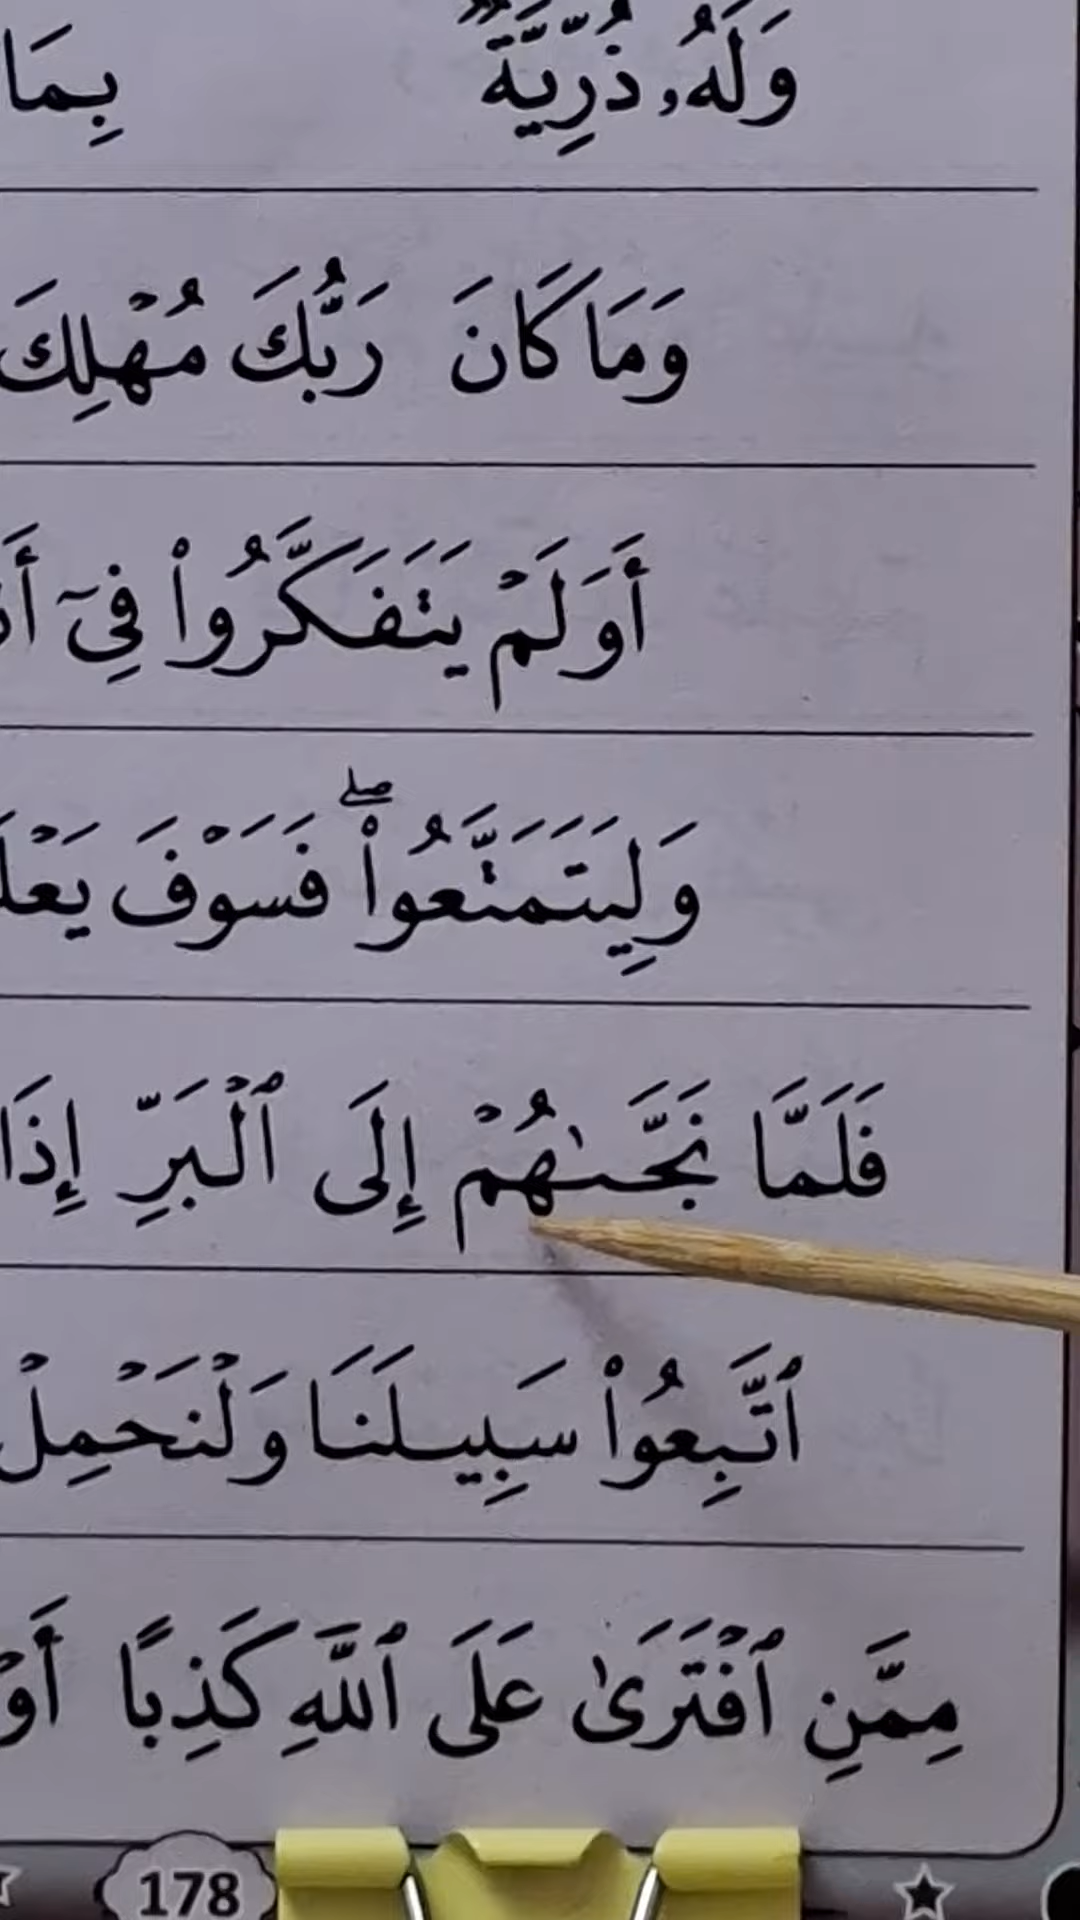 وَلَهُۥ ذُرِّيَّةٌ بِمَا
وَمَا كَانَ رَبُّكَ مُهْلِكَ
أَوَلَمْ يَتَفَكَّرُوا۟ فِىٓ
وَلِيَتَمَتَّعُوا۟ ۖ فَسَوْفَ
فَلَمَّا نَجَّىٰهُمْ إِلَى ٱلْبَرِّ إِذَا
ٱتَّبِعُوا۟ سَبِيلَنَا وَلْنَحْمِلْ
مِمَّنِ ٱفْتَرَىٰ عَلَى ٱللَّهِ كَذِبًا أَوْ
178